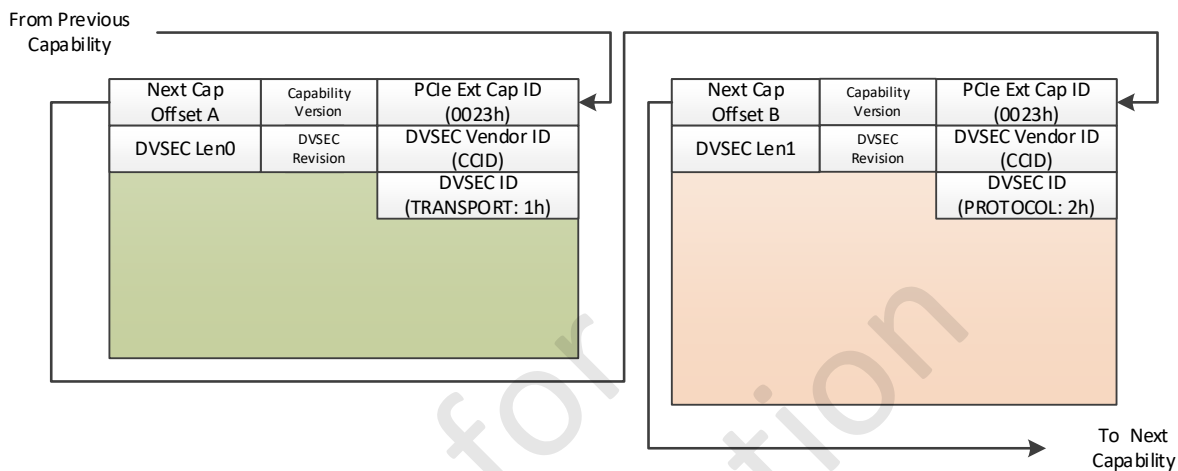 From Previous
Capability
Next Cap
Offset A
Capability
Version
PCIe Ext Cap ID
(0023h)
DVSEC Len0
DVSEC
Revision
DVSEC Vendor ID
(CCID)
DVSEC ID
(TRANSPORT: 1h)
Next Cap
Offset B
Capability
Version
PCIe Ext Cap ID
(0023h)
DVSEC Len1
DVSEC
Revision
DVSEC Vendor ID
(CCID)
DVSEC ID
(PROTOCOL: 2h)
To Next
Capability
for
tion